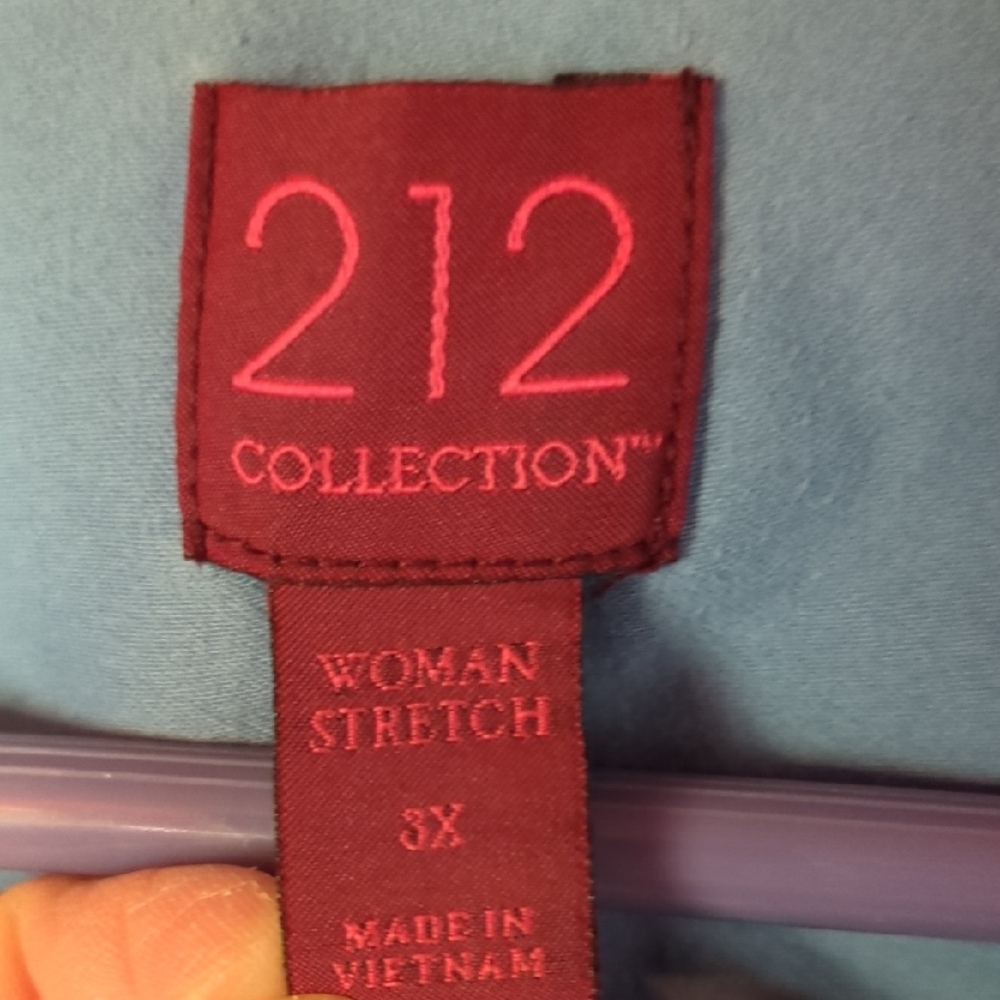 212
COLLECTION™
WOMAN
STRETCH
3X
MADE IN
VIETNAM